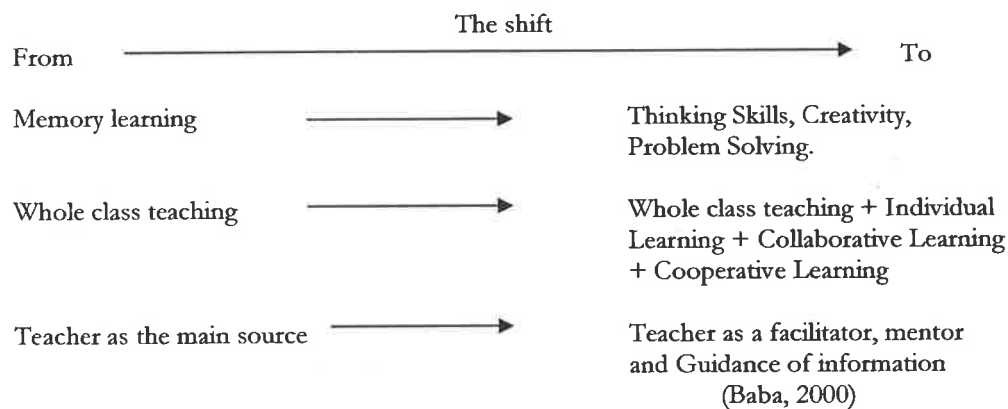 The shift
From To
Memory learning Thinking Skills, Creativity,
Problem Solving.
Whole class teaching Whole class teaching + Individual
Learning + Collaborative Learning
+ Cooperative Learning
Teacher as the main source Teacher as a facilitator, mentor
and Guidance of information
(Baba, 2000)